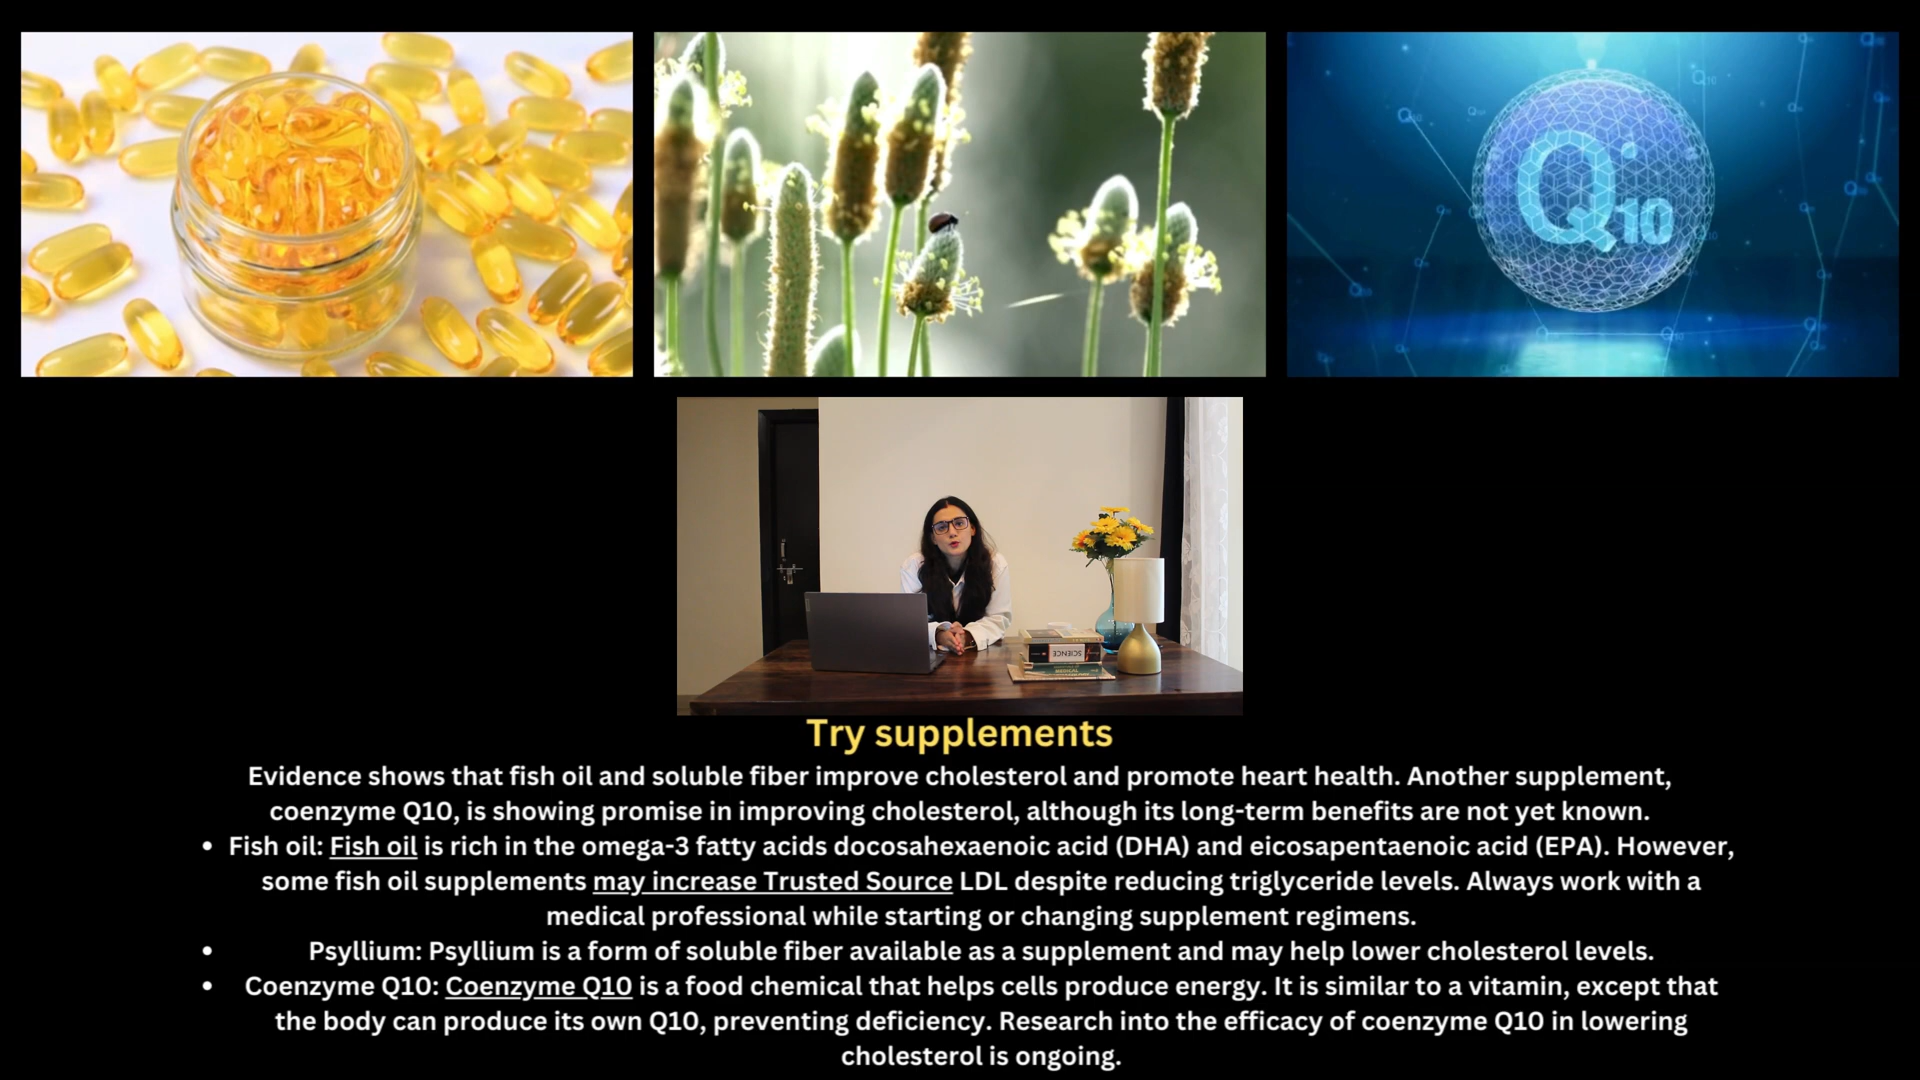 Q10
SCIENCE
Try supplements
Evidence shows that fish oil and soluble fiber improve cholesterol and promote heart health. Another supplement,
coenzyme Q10, is showing promise in improving cholesterol, although its long-term benefits are not yet known.
• Fish oil: Fish oil is rich in the omega-3 fatty acids docosahexaenoic acid (DHA) and eicosapentaenoic acid (EPA). However,
some fish oil supplements may increase Trusted Source LDL despite reducing triglyceride levels. Always work with a
medical professional while starting or changing supplement regimens.
• Psyllium: Psyllium is a form of soluble fiber available as a supplement and may help lower cholesterol levels.
• Coenzyme Q10: Coenzyme Q10 is a food chemical that helps cells produce energy. It is similar to a vitamin, except that
the body can produce its own Q10, preventing deficiency. Research into the efficacy of coenzyme Q10 in lowering
cholesterol is ongoing.